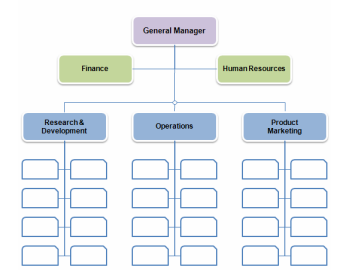 General Manager
Finance
Human Resources
Research &
Development
Operations
Product
Marketing